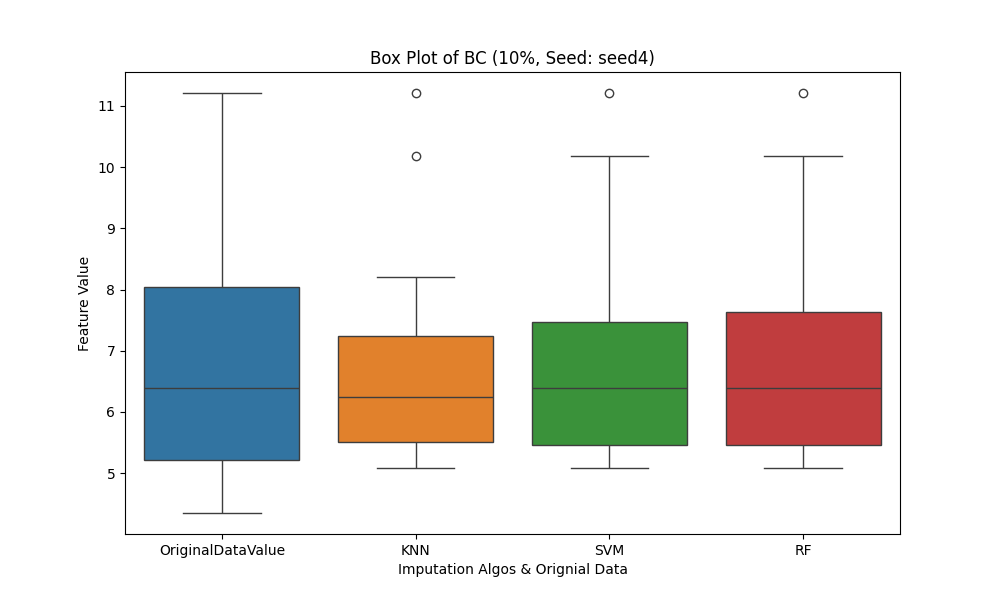 Box Plot of BC (10%, Seed: seed4)
11
10
9
8
7
6
5
Feature Value
OriginalDataValue
KNN
SVM
RF
Imputation Algos & Orignial Data